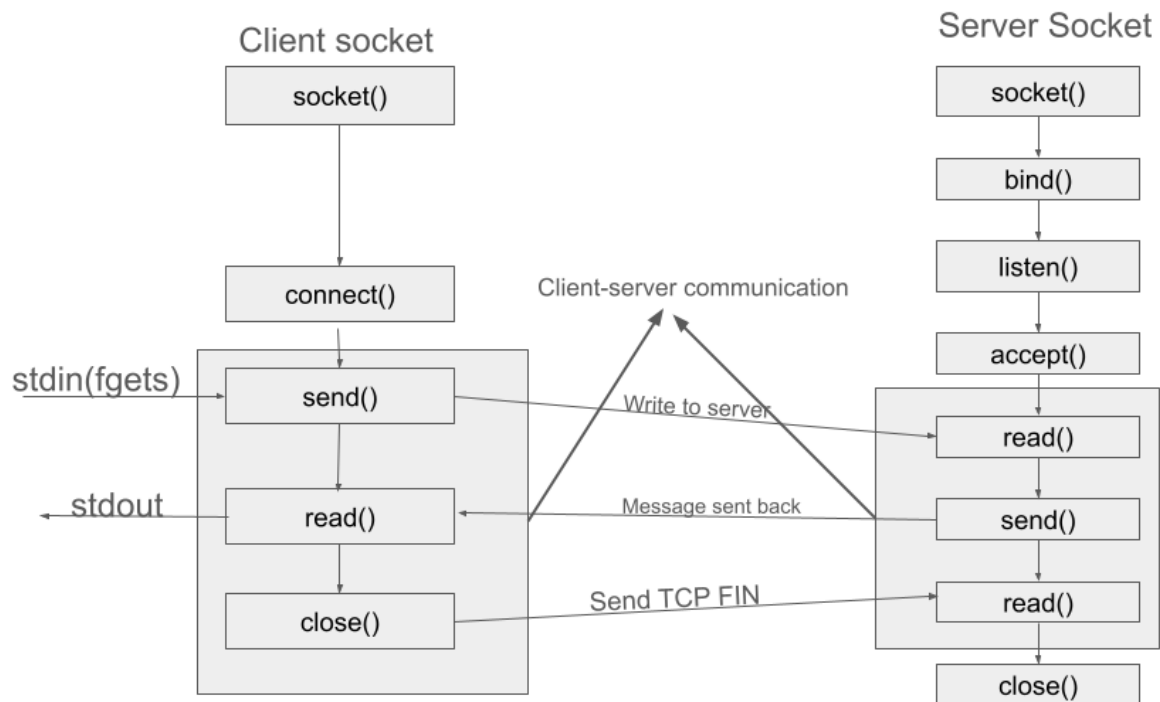 Client socket
Server Socket
socket()
socket()
bind()
listen()
connect()
Client-server communication
accept()
stdin(fgets)
send()
Write to server
read()
stdout
read()
Message sent back
send()
close()
Send TCP FIN
read()
close()